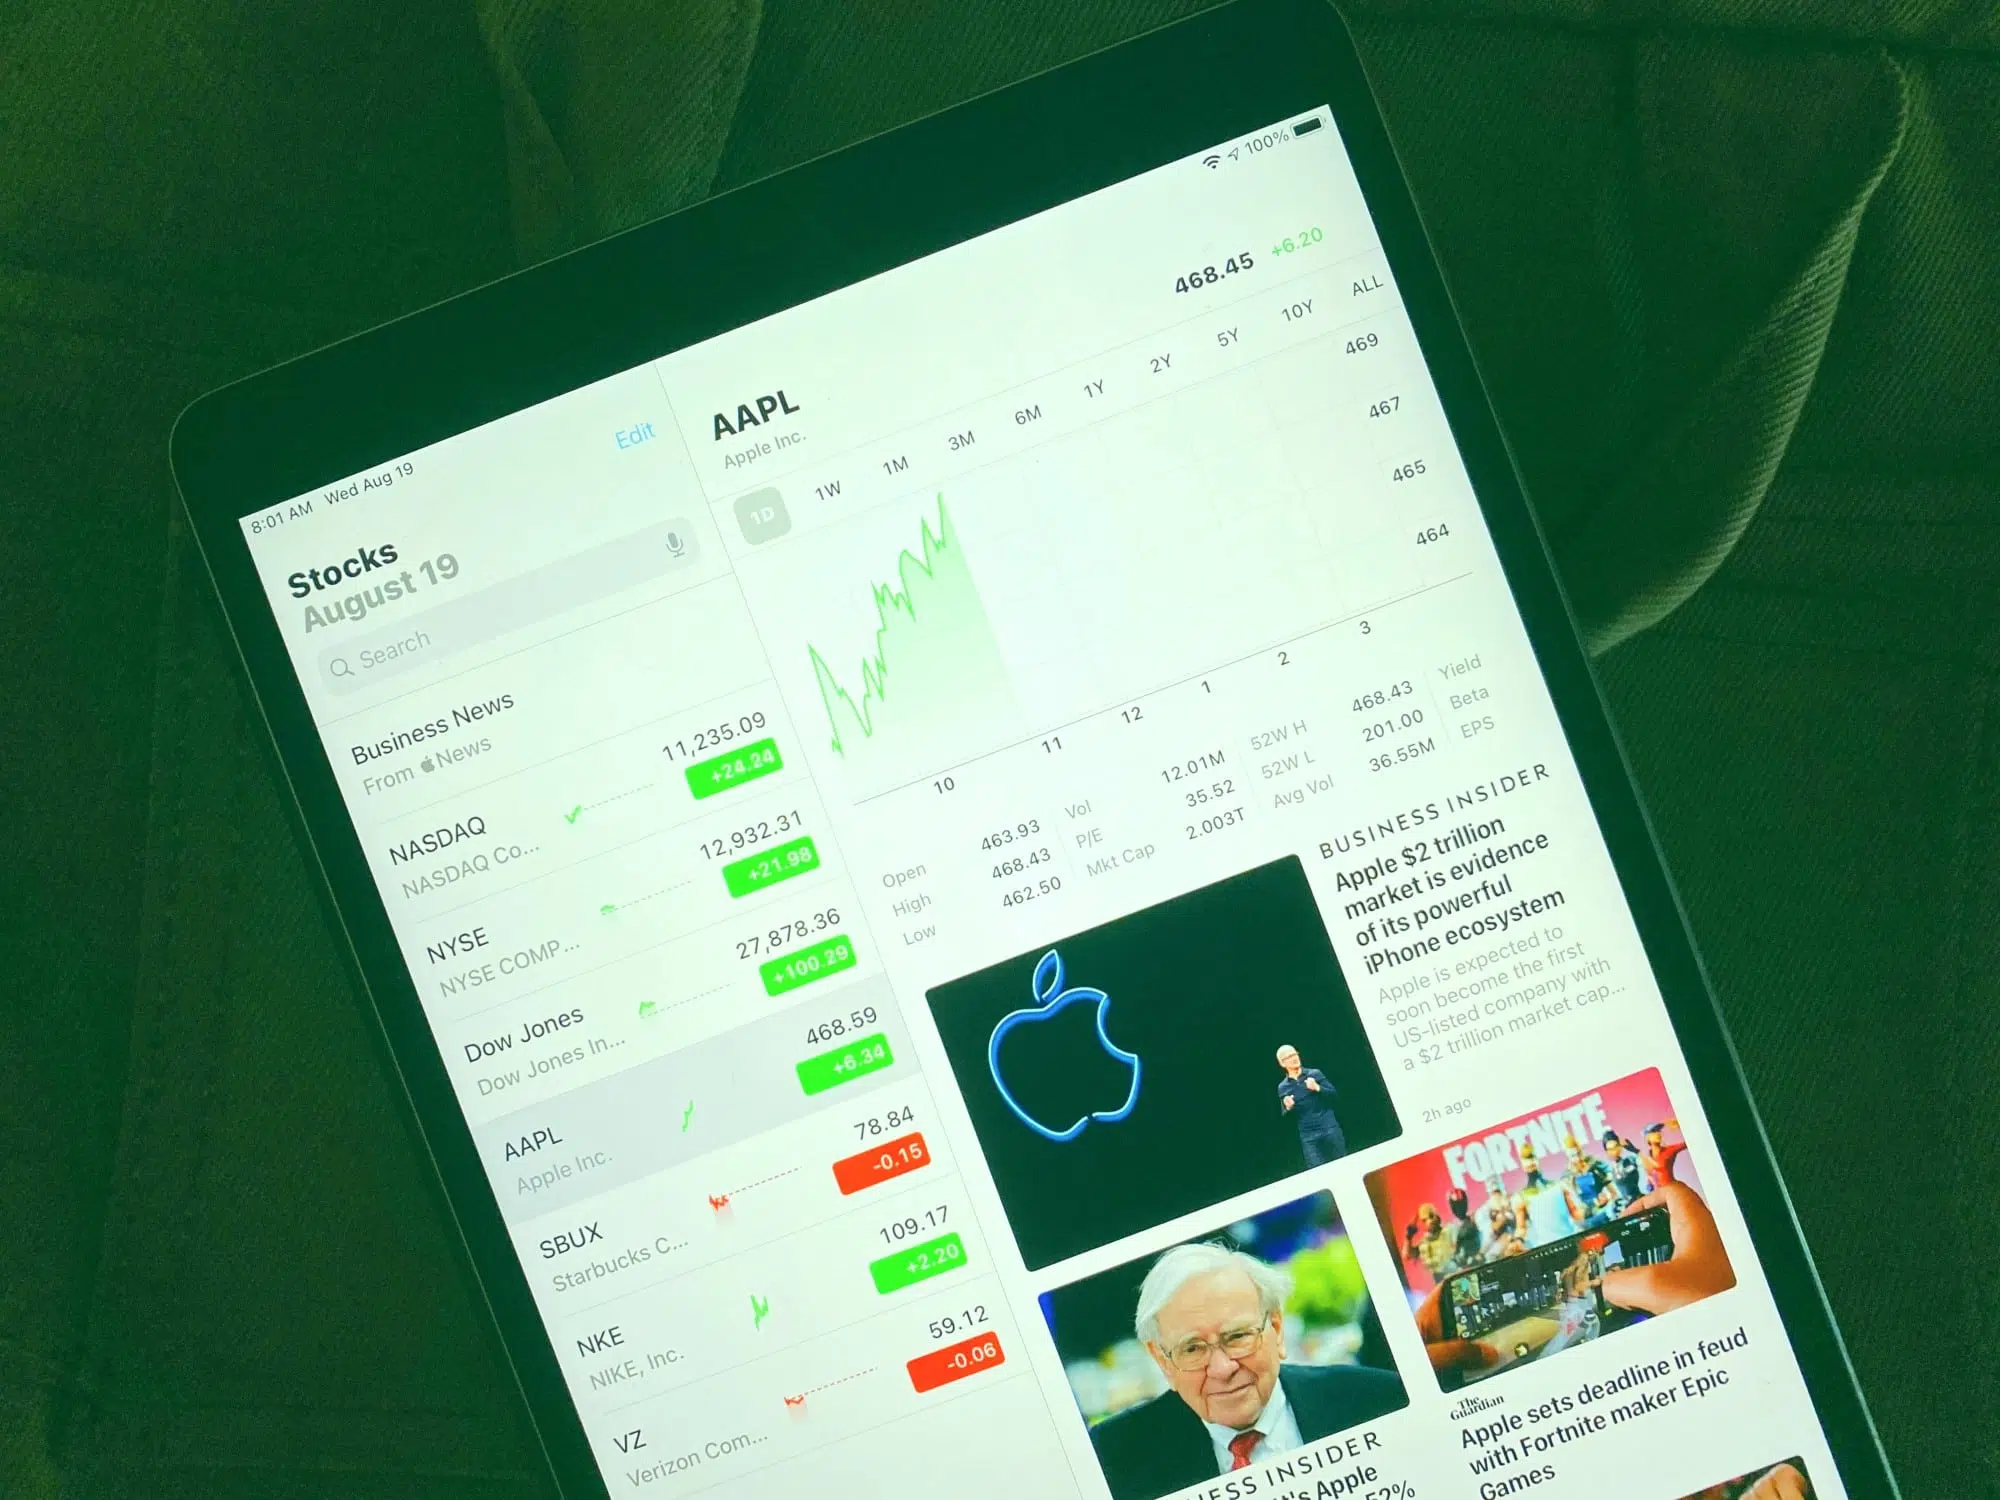 8:01 AM Wed Aug 19
100%
Edit
Stocks
August 19
Search
Business News
From News
NASDAQ
NASDAQ Co...
11,235.09
+24.24
NYSE
NYSE COMP...
12,932.31
+21.98
Dow Jones
Dow Jones In...
27,878.36
+100.29
AAPL
Apple Inc.
468.59
+6.34
SBUX
Starbucks C...
78.84
-0.15
NKE
NIKE, Inc.
109.17
+2.20
VZ
Verizon Com...
59.12
-0.06
AAPL
Apple Inc.
468.45 +6.20
1D 1W 1M 3M 6M 1Y 2Y 5Y 10Y ALL
469
467
465
464
10 11 12 1 2 3
Open 463.93 Vol 12.01M 52W H 468.43 Yield
High 468.43 P/E 35.52 52W L 201.00 Beta
Low 462.50 Mkt Cap 2.003T Avg Vol 36.55M EPS
BUSINESS INSIDER
Apple $2 trillion
market is evidence
of its powerful
iPhone ecosystem
Apple is expected to
soon become the first
US-listed company with
a $2 trillion market cap...
2h ago
FORTNITE
The
Guardian
Apple sets deadline in feud
with Fortnite maker Epic
Games
INSIDER
Apple